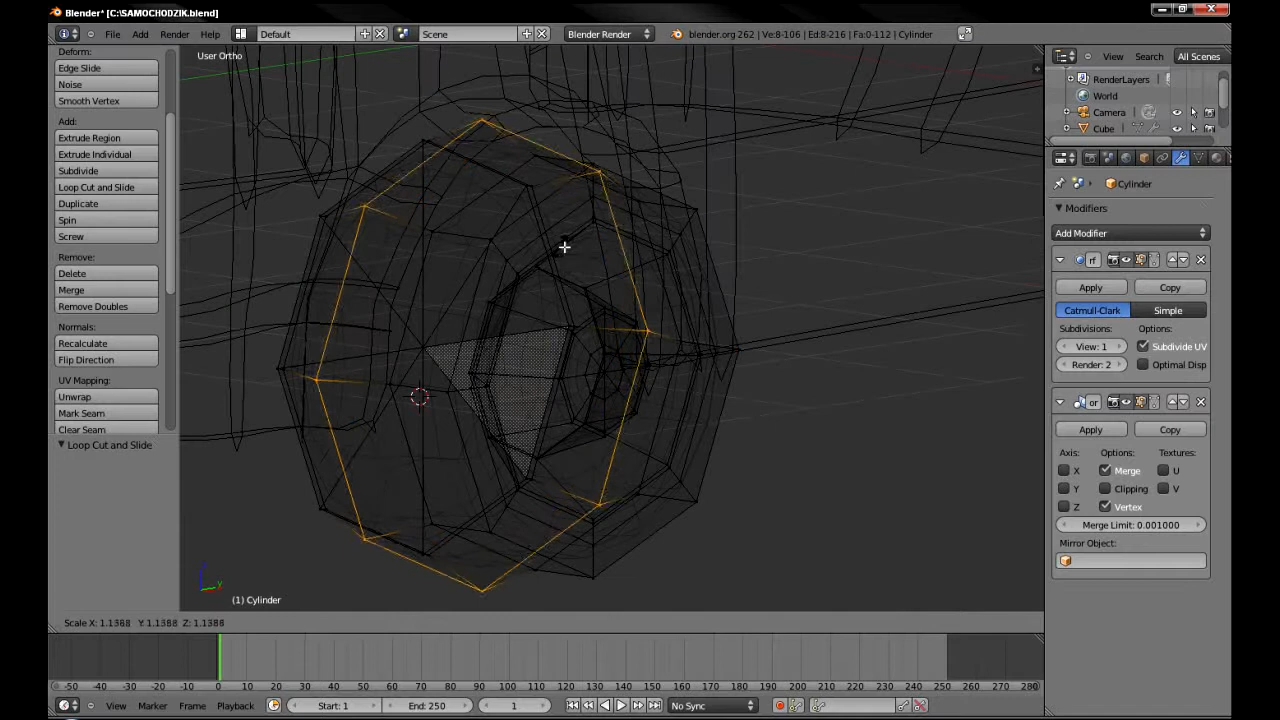 Blender* [C:\SAMOCHODZIK.blend]
File Add Render Help Default Scene Blender Render blender.org 262 | Ve:8-106 | Ed:8-216 | Fa:0-112 | Cylinder
Deform:
Edge Slide
Noise
Smooth Vertex
Add:
Extrude Region
Extrude Individual
Subdivide
Loop Cut and Slide
Duplicate
Spin
Screw
Remove:
Delete
Merge
Remove Doubles
Normals:
Recalculate
Flip Direction
UV Mapping:
Unwrap
Mark Seam
Clear Seam
Loop Cut and Slide
User Ortho
z
y
(1) Cylinder
Scale X: 1.1388 Y: 1.1388 Z: 1.1388
View Search All Scenes
RenderLayers
World
Camera
Cube
Cylinder
Modifiers
Add Modifier
rf
Apply Copy
Catmull-Clark Simple
Subdivisions: Options:
View: 1 Subdivide UV
Render: 2 Optimal Disp
or
Apply Copy
Axis: Options: Textures:
X Merge U
Y Clipping V
Z Vertex
Merge Limit: 0.001000
Mirror Object:
-50 -40 -30 -20 -10 0 10 20 30 40 50 60 70 80 90 100 110 120 130 140 150 160 170 180 190 200 210 220 230 240 250 260 270 280
View Marker Frame Playback Start: 1 End: 250 1 No Sync